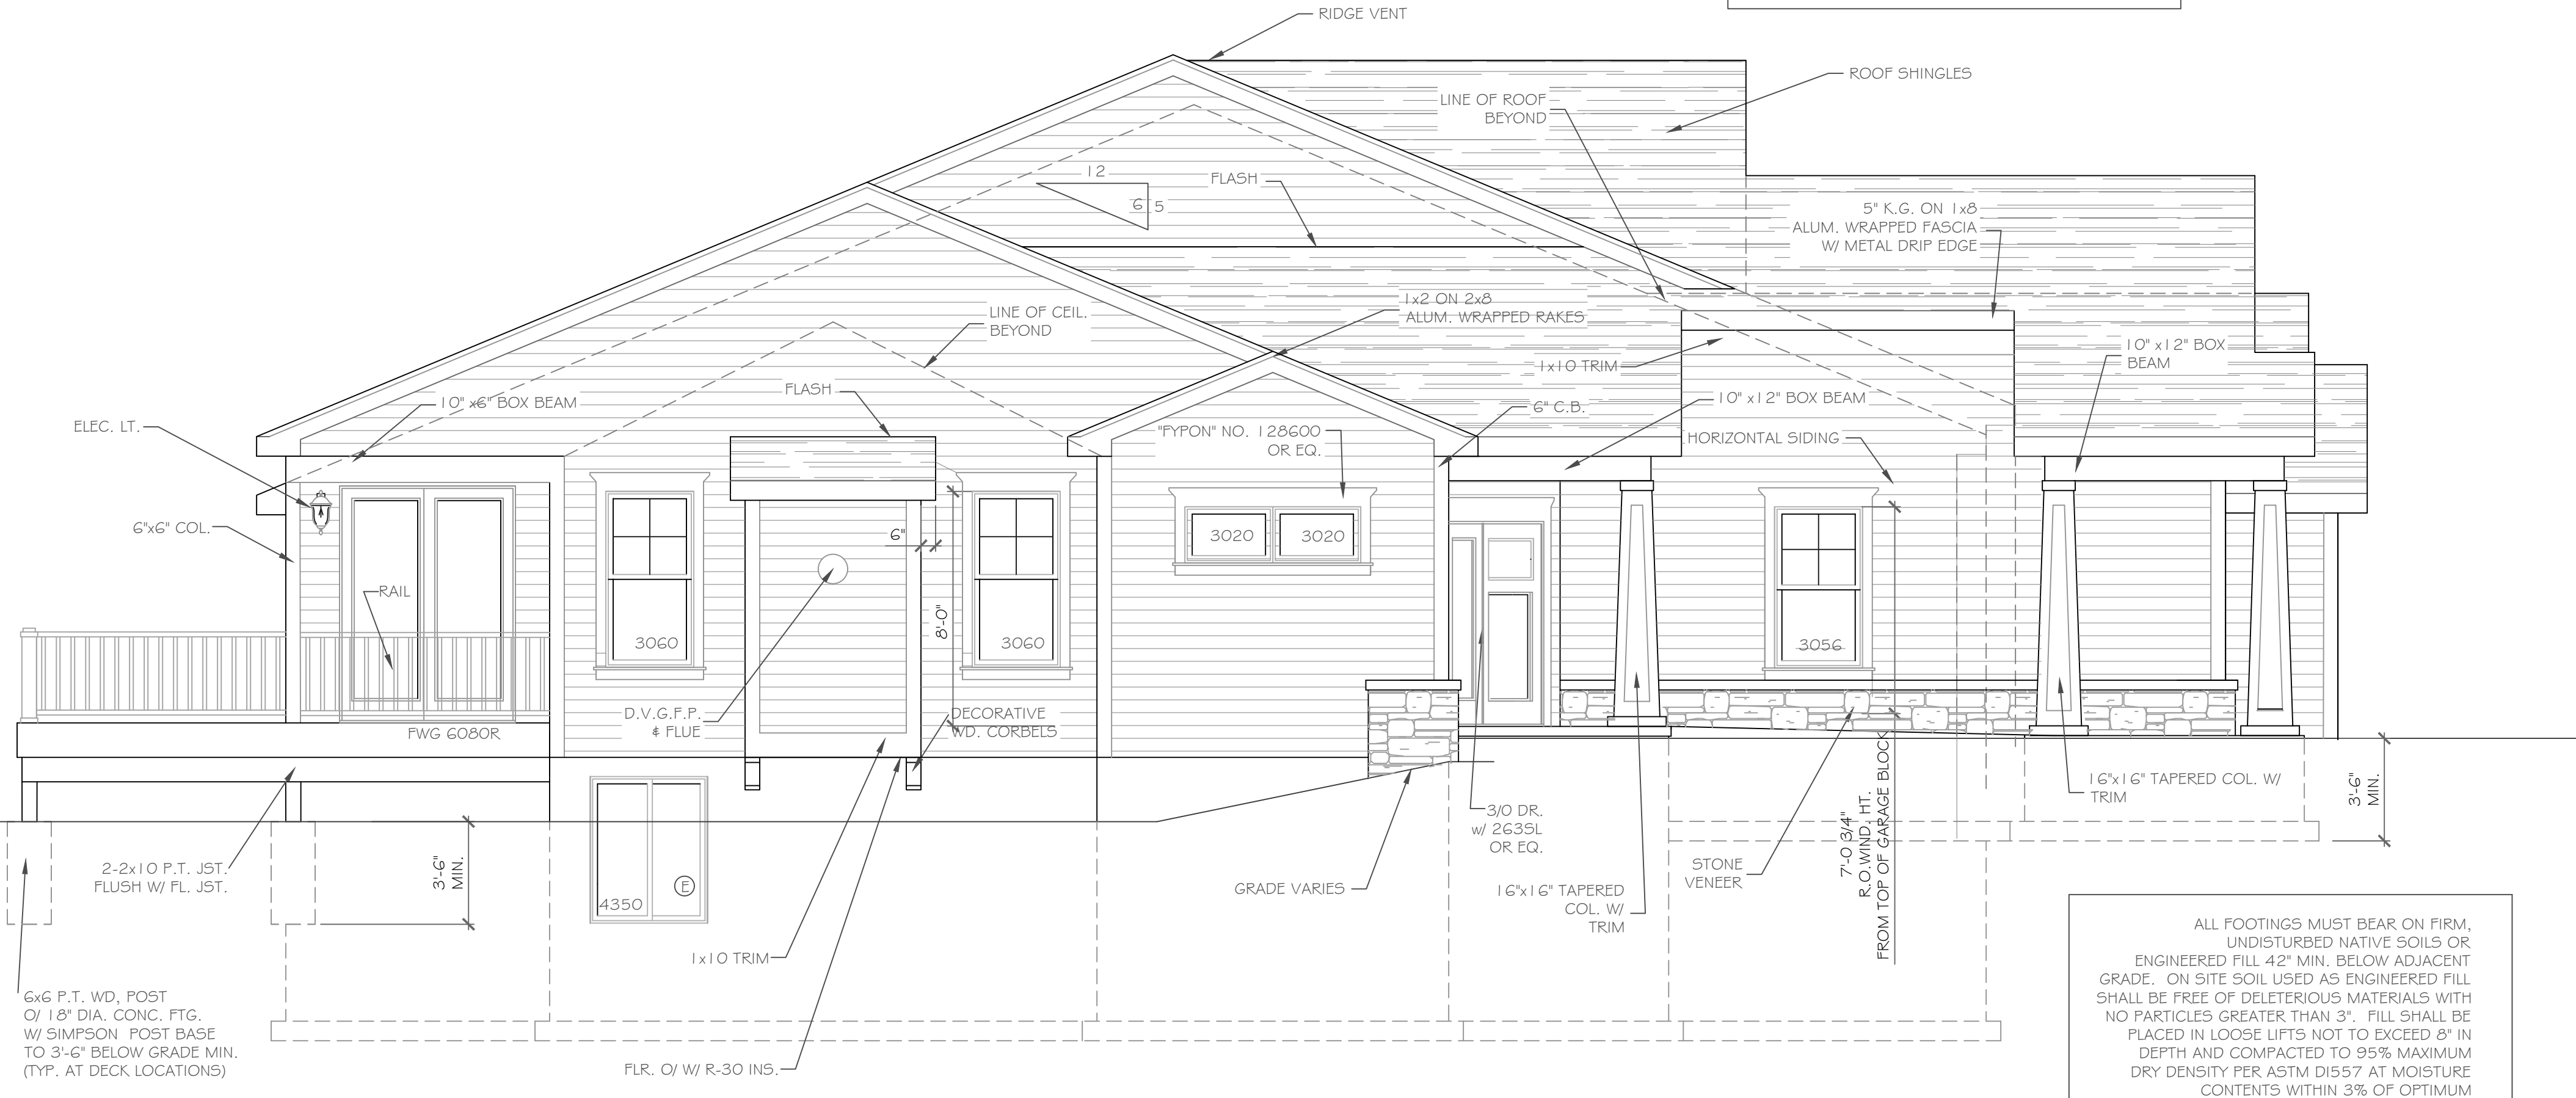 RIDGE VENT
ROOF SHINGLES
LINE OF ROOF
BEYOND
12
6 5
FLASH
5" K.G. ON 1x8
ALUM. WRAPPED FASCIA
W/ METAL DRIP EDGE
1x2 ON 2x8
ALUM. WRAPPED RAKES
LINE OF CEIL.
BEYOND
1x10 TRIM
10" x12" BOX
BEAM
FLASH
10" x6" BOX BEAM
10" x12" BOX BEAM
6" C.B.
ELEC. LT.
"FYPON" NO. 128600
OR EQ.
HORIZONTAL SIDING
6"x6" COL.
6"
3020
3020
RAIL
8'-0"
3060
3060
3056
D.V.G.F.P.
& FLUE
DECORATIVE
WD. CORBELS
FWG 6080R
16"x16" TAPERED COL. W/
TRIM
3'-6"
MIN.
3/0 DR.
w/ 263SL
OR EQ.
7'-0 3/4"
R.O.WIND. HT.
FROM TOP OF GARAGE BLOCK
2-2x10 P.T. JST.
FLUSH W/ FL. JST.
3'-6"
MIN.
4350
E
GRADE VARIES
16"x16" TAPERED
COL. W/
TRIM
STONE
VENEER
1x10 TRIM
6x6 P.T. WD, POST
O/ 18" DIA. CONC. FTG.
W/ SIMPSON POST BASE
TO 3'-6" BELOW GRADE MIN.
(TYP. AT DECK LOCATIONS)
FLR. O/ W/ R-30 INS.
ALL FOOTINGS MUST BEAR ON FIRM,
UNDISTURBED NATIVE SOILS OR
ENGINEERED FILL 42" MIN. BELOW ADJACENT
GRADE. ON SITE SOIL USED AS ENGINEERED FILL
SHALL BE FREE OF DELETERIOUS MATERIALS WITH
NO PARTICLES GREATER THAN 3". FILL SHALL BE
PLACED IN LOOSE LIFTS NOT TO EXCEED 8" IN
DEPTH AND COMPACTED TO 95% MAXIMUM
DRY DENSITY PER ASTM D1557 AT MOISTURE
CONTENTS WITHIN 3% OF OPTIMUM